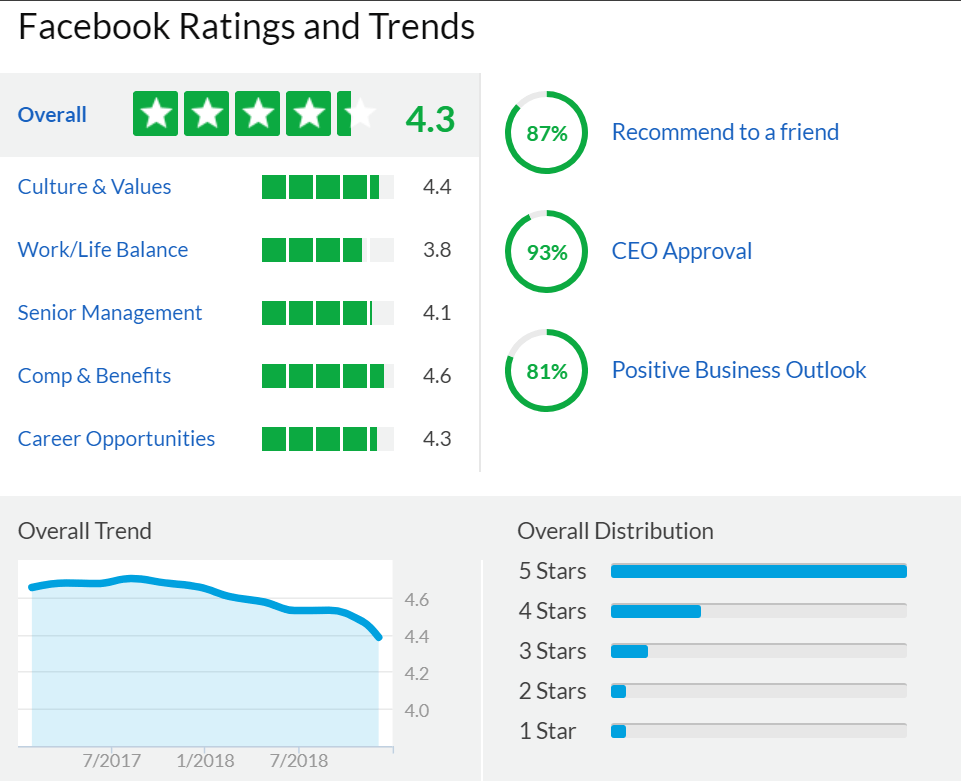 Facebook Ratings and Trends
Overall 4.3
Culture & Values 4.4
Work/Life Balance 3.8
Senior Management 4.1
Comp & Benefits 4.6
Career Opportunities 4.3
87% Recommend to a friend
93% CEO Approval
81% Positive Business Outlook
Overall Trend
4.6
4.4
4.2
4.0
7/2017 1/2018 7/2018
Overall Distribution
5 Stars
4 Stars
3 Stars
2 Stars
1 Star